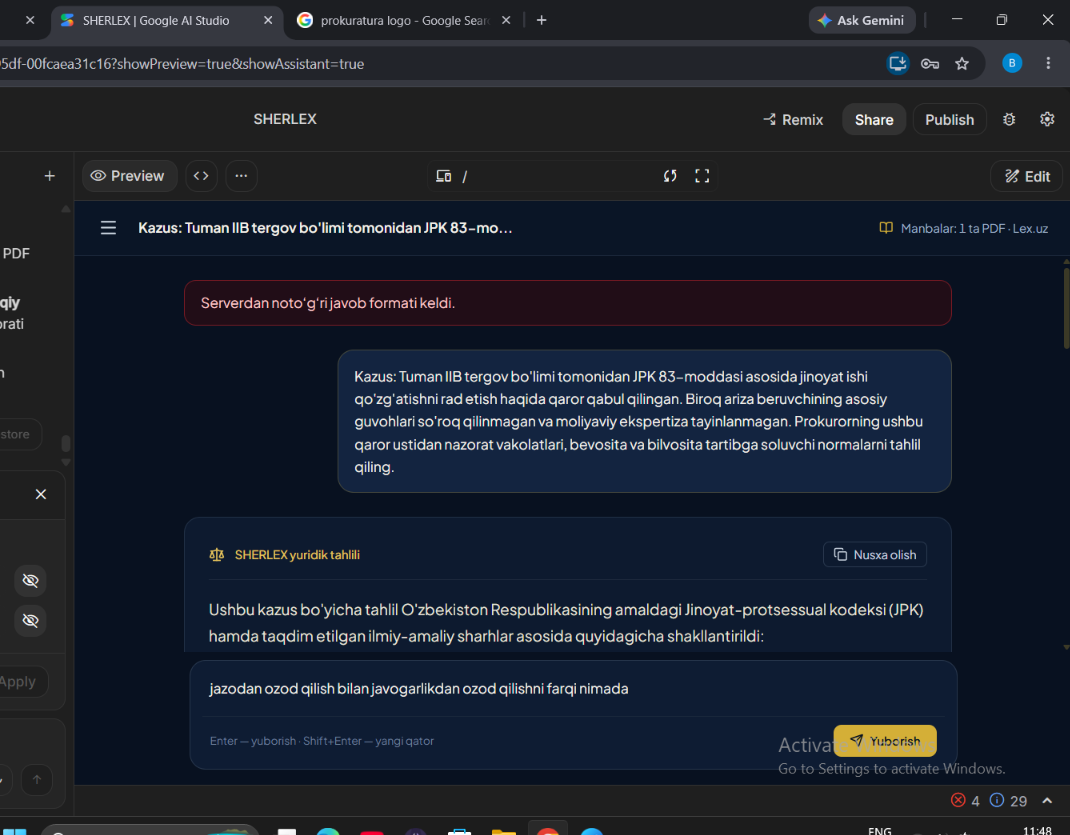 SHERLEX | Google AI Studio
prokuratura logo - Google Sear
Ask Gemini
5df-00fcaea31c16?showPreview=true&showAssistant=true
B
SHERLEX
Remix
Share
Publish
Preview
/
Edit
PDF
qiy
orati
n
store
Apply
Kazus: Tuman IIB tergov bo'limi tomonidan JPK 83-mo...
Manbalar: 1 ta PDF · Lex.uz
Serverdan noto‘g‘ri javob formati keldi.
Kazus: Tuman IIB tergov bo'limi tomonidan JPK 83-moddasi asosida jinoyat ishi
qo'zg'atishni rad etish haqida qaror qabul qilingan. Biroq ariza beruvchining asosiy
guvohlari so'roq qilinmagan va moliyaviy ekspertiza tayinlanmagan. Prokurorning ushbu
qaror ustidan nazorat vakolatlari, bevosita va bilvosita tartibga soluvchi normalarni tahlil
qiling.
SHERLEX yuridik tahlili
Nusxa olish
Ushbu kazus bo'yicha tahlil O'zbekiston Respublikasining amaldagi Jinoyat-protsessual kodeksi (JPK)
hamda taqdim etilgan ilmiy-amaliy sharhlar asosida quyidagicha shakllantirildi:
jazodan ozod qilish bilan javogarlikdan ozod qilishni farqi nimada
Enter — yuborish · Shift+Enter — yangi qator
Yuborish
Activate Windows
Go to Settings to activate Windows.
4
29
ENG
11:48